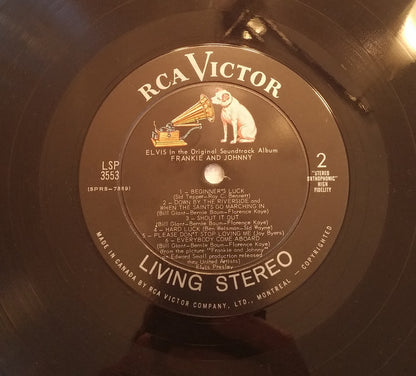 RCA VICTOR
ELVIS in the Original Soundtrack Album
FRANKIE AND JOHNNY
LSP
3553
(SPRS-7369)
2
"STEREO
ORTHOPHONIC"
HIGH
FIDELITY
1 - BEGINNER'S LUCK
(Sid Tepper-Roy C. Bennett)
2 - DOWN BY THE RIVERSIDE and
WHEN THE SAINTS GO MARCHING IN
(Bill Giant-Bernie Baum-Florence Kaye)
3 - SHOUT IT OUT
(Bill Giant-Bernie Baum-Florence Kaye)
4 - HARD LUCK (Ben Weisman-Sid Wayne)
5 - PLEASE DON'T STOP LOVING ME (Joy Byers)
6 - EVERYBODY COME ABOARD
(Bill Giant-Bernie Baum-Florence Kaye)
(from the picture "Frankie and Johnny"
an Edward Small production released
thru United Artists)
Elvis Presley
LIVING STEREO
MADE IN CANADA BY RCA VICTOR COMPANY, LTD., MONTREAL - ORIGINAL RECORDING